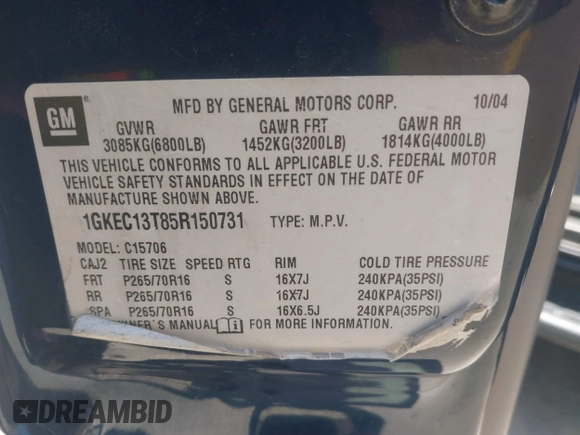 GM ® MFD BY GENERAL MOTORS CORP. 10/04
GVWR GAWR FRT GAWR RR
3085KG(6800LB) 1452KG(3200LB) 1814KG(4000LB)
THIS VEHICLE CONFORMS TO ALL APPLICABLE U.S. FEDERAL MOTOR
VEHICLE SAFETY STANDARDS IN EFFECT ON THE DATE OF
MANUFACTURE SHOWN ABOVE.
1GKEC13T85R150731 TYPE: M.P.V.
MODEL: C15706
CAJ2 TIRE SIZE SPEED RTG RIM COLD TIRE PRESSURE
FRT P265/70R16 S 16X7J 240KPA(35PSI)
RR P265/70R16 S 16X7J 240KPA(35PSI)
SPA P265/70R16 S 16X6.5J 240KPA(35PSI)
WNER'S MANUAL FOR MORE INFORMATION.
DREAMBID